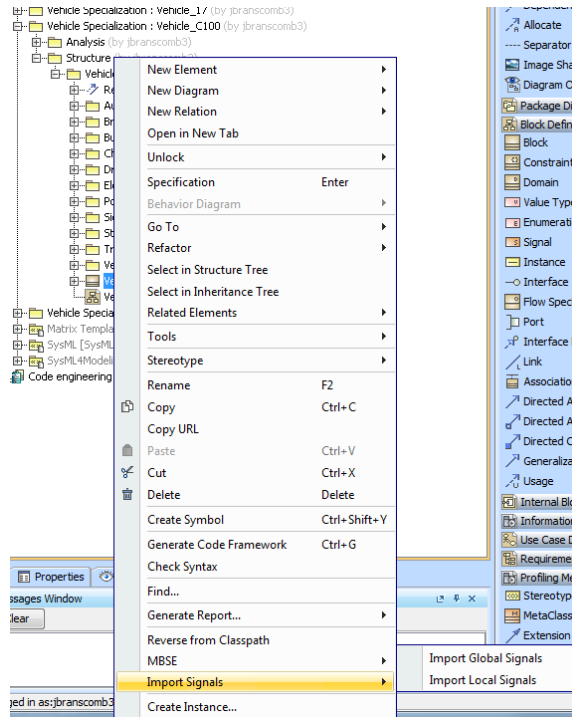 Vehicle Specialization : Vehicle_17 (by jbranscomb3)
Vehicle Specialization : Vehicle_C100 (by jbranscomb3)
Analysis (by jbranscomb3)
Structure
Vehicle Specia
Matrix Templa
SysML [SysML
SysML4Modeli
Code engineering
New Element
New Diagram
New Relation
Open in New Tab
Unlock
Specification Enter
Behavior Diagram
Go To
Refactor
Select in Structure Tree
Select in Inheritance Tree
Related Elements
Tools
Stereotype
Rename F2
Copy Ctrl+C
Copy URL
Paste Ctrl+V
Cut Ctrl+X
Delete Delete
Create Symbol Ctrl+Shift+Y
Generate Code Framework Ctrl+G
Check Syntax
Find...
Generate Report...
Reverse from Classpath
MBSE
Import Signals
Create Instance...
Import Global Signals
Import Local Signals
Allocate
Separator
Image Sha
Diagram O
Package Di
Block Defin
Block
Constraint
Domain
Value Type
Enumerati
Signal
Instance
Interface
Flow Spec
Port
Interface
Link
Associatio
Directed A
Directed A
Directed C
Generaliza
Usage
Internal Blo
Information
Use Case D
Requireme
Profiling Me
Stereotyp
MetaClass
Extension
Properties
ssages Window
lear
ged in as:jbranscomb3